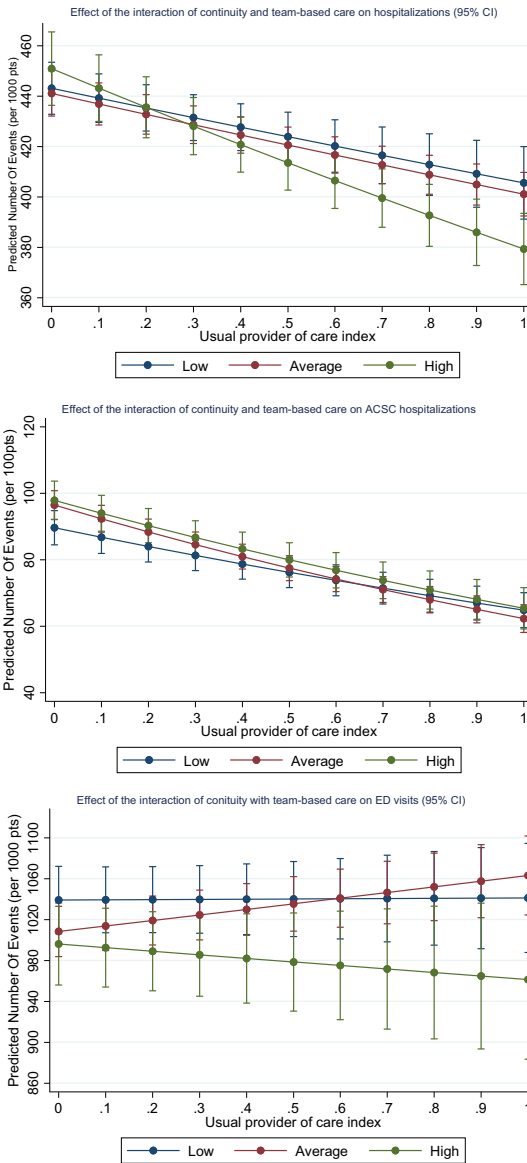 Effect of the interaction of continuity and team-based care on hospitalizations (95% CI)
Predicted Number Of Events (per 1000 pts)
460
440
420
400
380
360
0 .1 .2 .3 .4 .5 .6 .7 .8 .9 1
Usual provider of care index
Low Average High
Effect of the interaction of continuity and team-based care on ACSC hospitalizations
Predicted Number Of Events (per 100pts)
120
100
80
60
40
0 .1 .2 .3 .4 .5 .6 .7 .8 .9 1
Usual provider of care index
Low Average High
Effect of the interaction of conituity with team-based care on ED visits (95% CI)
Predicted Number Of Events (per 1000 pts)
1100
1060
1020
980
940
900
860
0 .1 .2 .3 .4 .5 .6 .7 .8 .9 1
Usual provider of care index
Low Average High